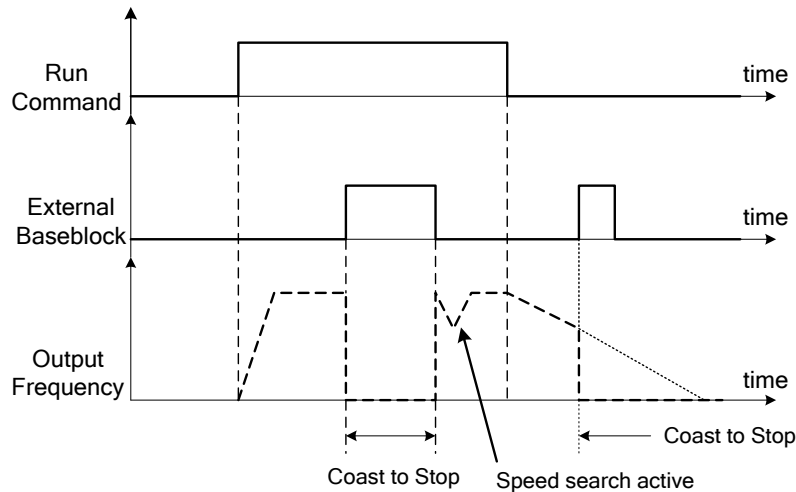 Run
Command
time
External
Baseblock
time
Output
Frequency
time
Coast to Stop
Coast to Stop
Speed search active